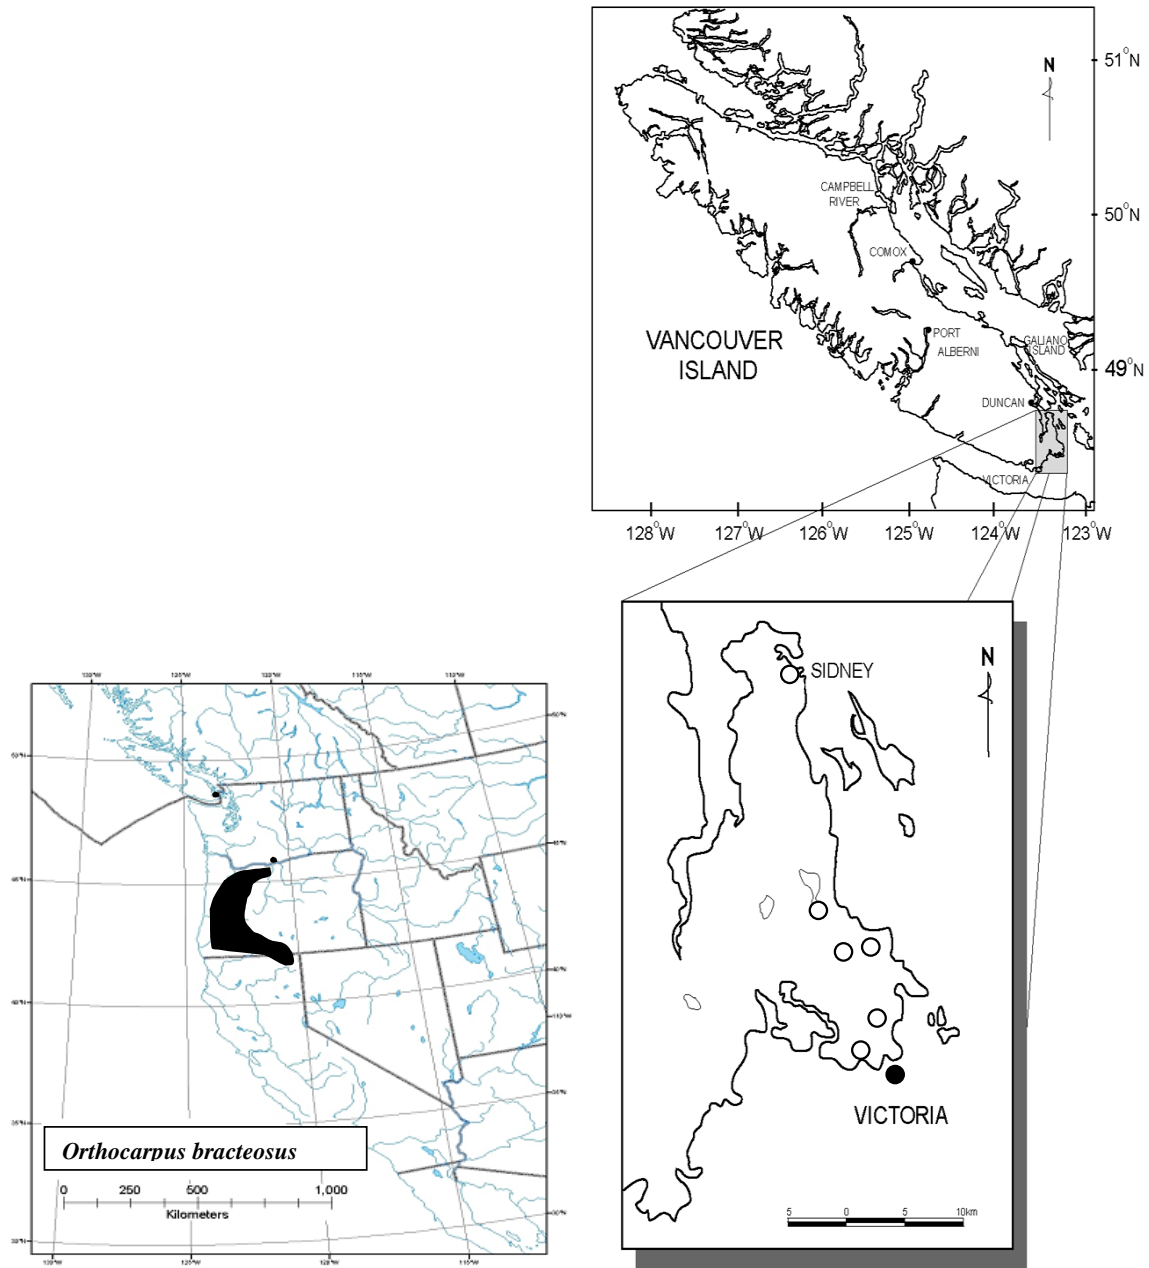 51°N
N
CAMPBELL
RIVER
50°N
COMOX
VANCOUVER
ISLAND
PORT
ALBERNI
GALIANO
ISLAND
49°N
DUNCAN
VICTORIA
128°W 127°W 126°W 125°W 124°W 123°W
SIDNEY
N
VICTORIA
5 0 5 10km
Orthocarpus bracteosus
0 250 500 1,000
Kilometers